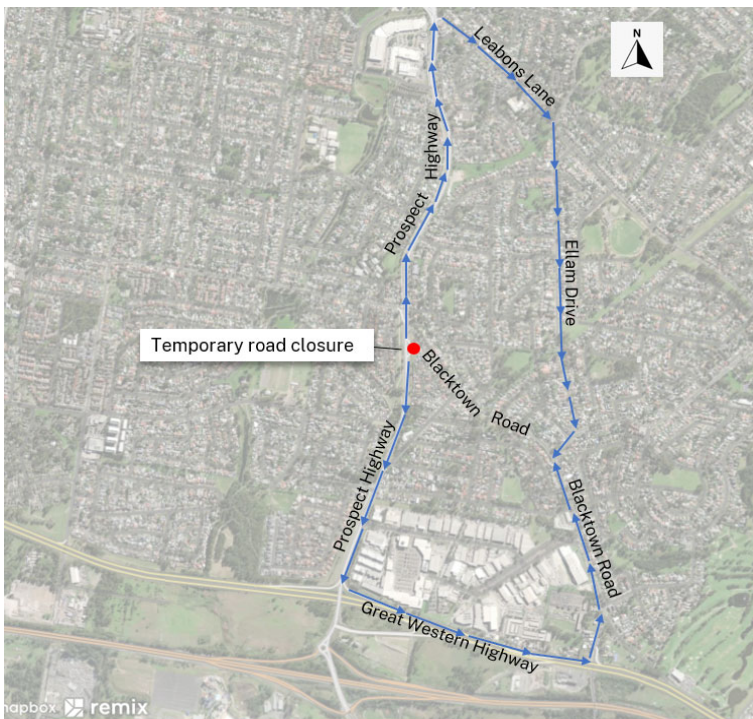 N
Leabons Lane
Prospect Highway
Ellam Drive
Temporary road closure
Blacktown Road
Prospect Highway
Blacktown Road
Great Western Highway
mapbox remix